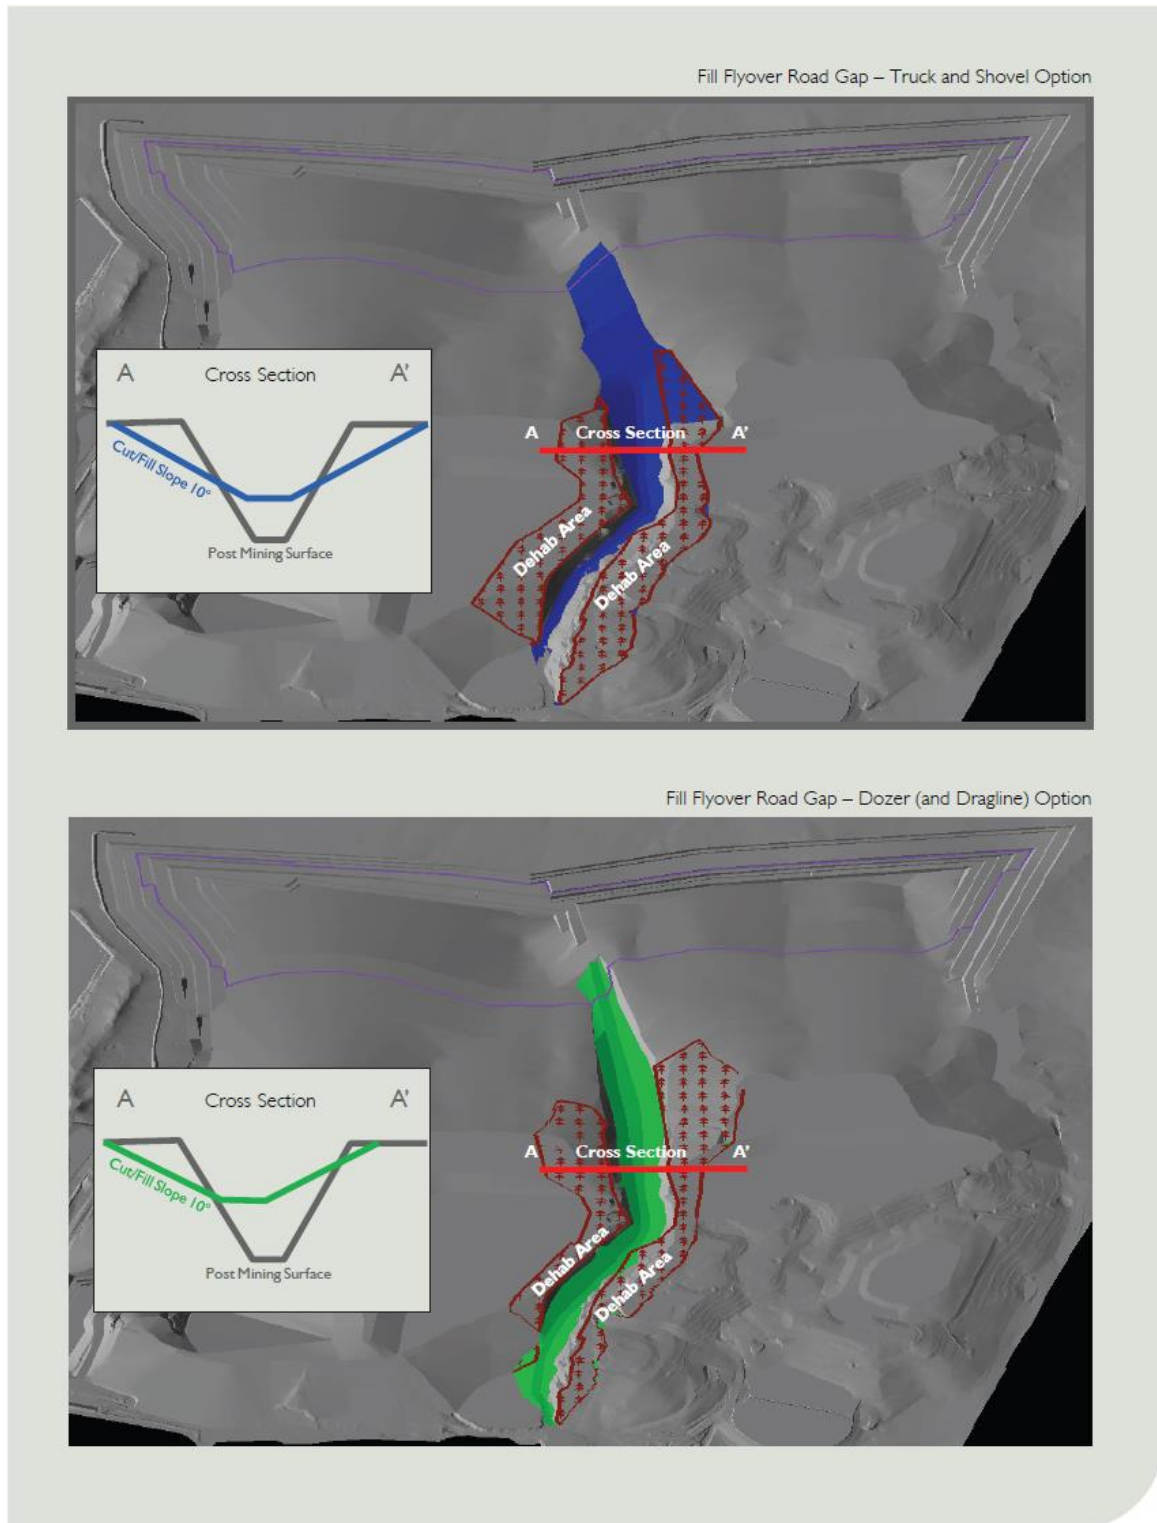 Fill Flyover Road Gap – Truck and Shovel Option
A Cross Section A'
Cut/Fill Slope 10°
Post Mining Surface
A Cross Section A'
Dehab Area
Dehab Area
Fill Flyover Road Gap – Dozer (and Dragline) Option
A Cross Section A'
Cut/Fill Slope 10°
Post Mining Surface
A Cross Section A'
Dehab Area
Dehab Area